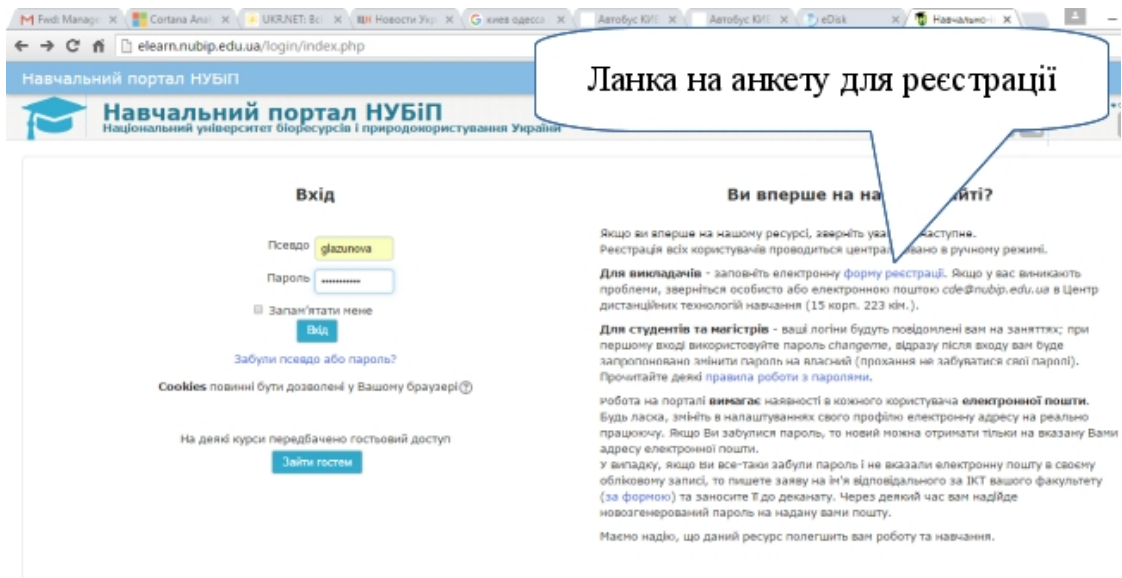 Fwd: Manage
Cortana Anal
UKR.NET: Всі
Новости Укр
киев одесса
Автобус КИЕ
Автобус КИЕ
eDisk
Навчально-і
elearn.nubip.edu.ua/login/index.php
Навчальний портал НУБіП
Ланка на анкету для реєстрації
Навчальний портал НУБіП
Національний університет біоресурсів і природокористування України
Вхід
Псевдо glazunova
Пароль
Запам'ятати мене
Вхід
Забули псевдо або пароль?
Cookies повинні бути дозволені у Вашому браузері
На деякі курси передбачено гостьовий доступ
Зайти гостем
Ви вперше на на йті?
Якщо ви вперше на нашому ресурсі, зверніть ува аступне.
Реєстрація всіх користувачів проводиться централ овано в ручному режимі.
Для викладачів - заповніть електронну форму реєстрації. Якщо у вас виникають
проблеми, зверніться особисто або електронною поштою cde@nubip.edu.ua в Центр
дистанційних технологій навчання (15 корп. 223 кім.).
Для студентів та магістрів - ваші логіни будуть повідомлені вам на заняттях; при
першому вході використовуйте пароль changeme, відразу після входу вам буде
запропоновано змінити пароль на власний (прохання не забуватися свої паролі).
Прочитайте деякі правила роботи з паролями.
Робота на порталі вимагає наявності в кожного користувача електронної пошти.
Будь ласка, змініть в налаштуваннях свого профілю електронну адресу на реально
працюючу. Якщо Ви забулися пароль, то новий можна отримати тільки на вказану Вами
адресу електронної пошти.
У випадку, якщо Ви все-таки забули пароль і не вказали електронну пошту в своєму
обліковому записі, то пишете заяву на ім'я відповідального за ІКТ вашого факультету
(за формою) та заносите її до деканату. Через деякий час вам надійде
новозгенерований пароль на надану вами пошту.
Маємо надію, що даний ресурс полегшить вам роботу та навчання.